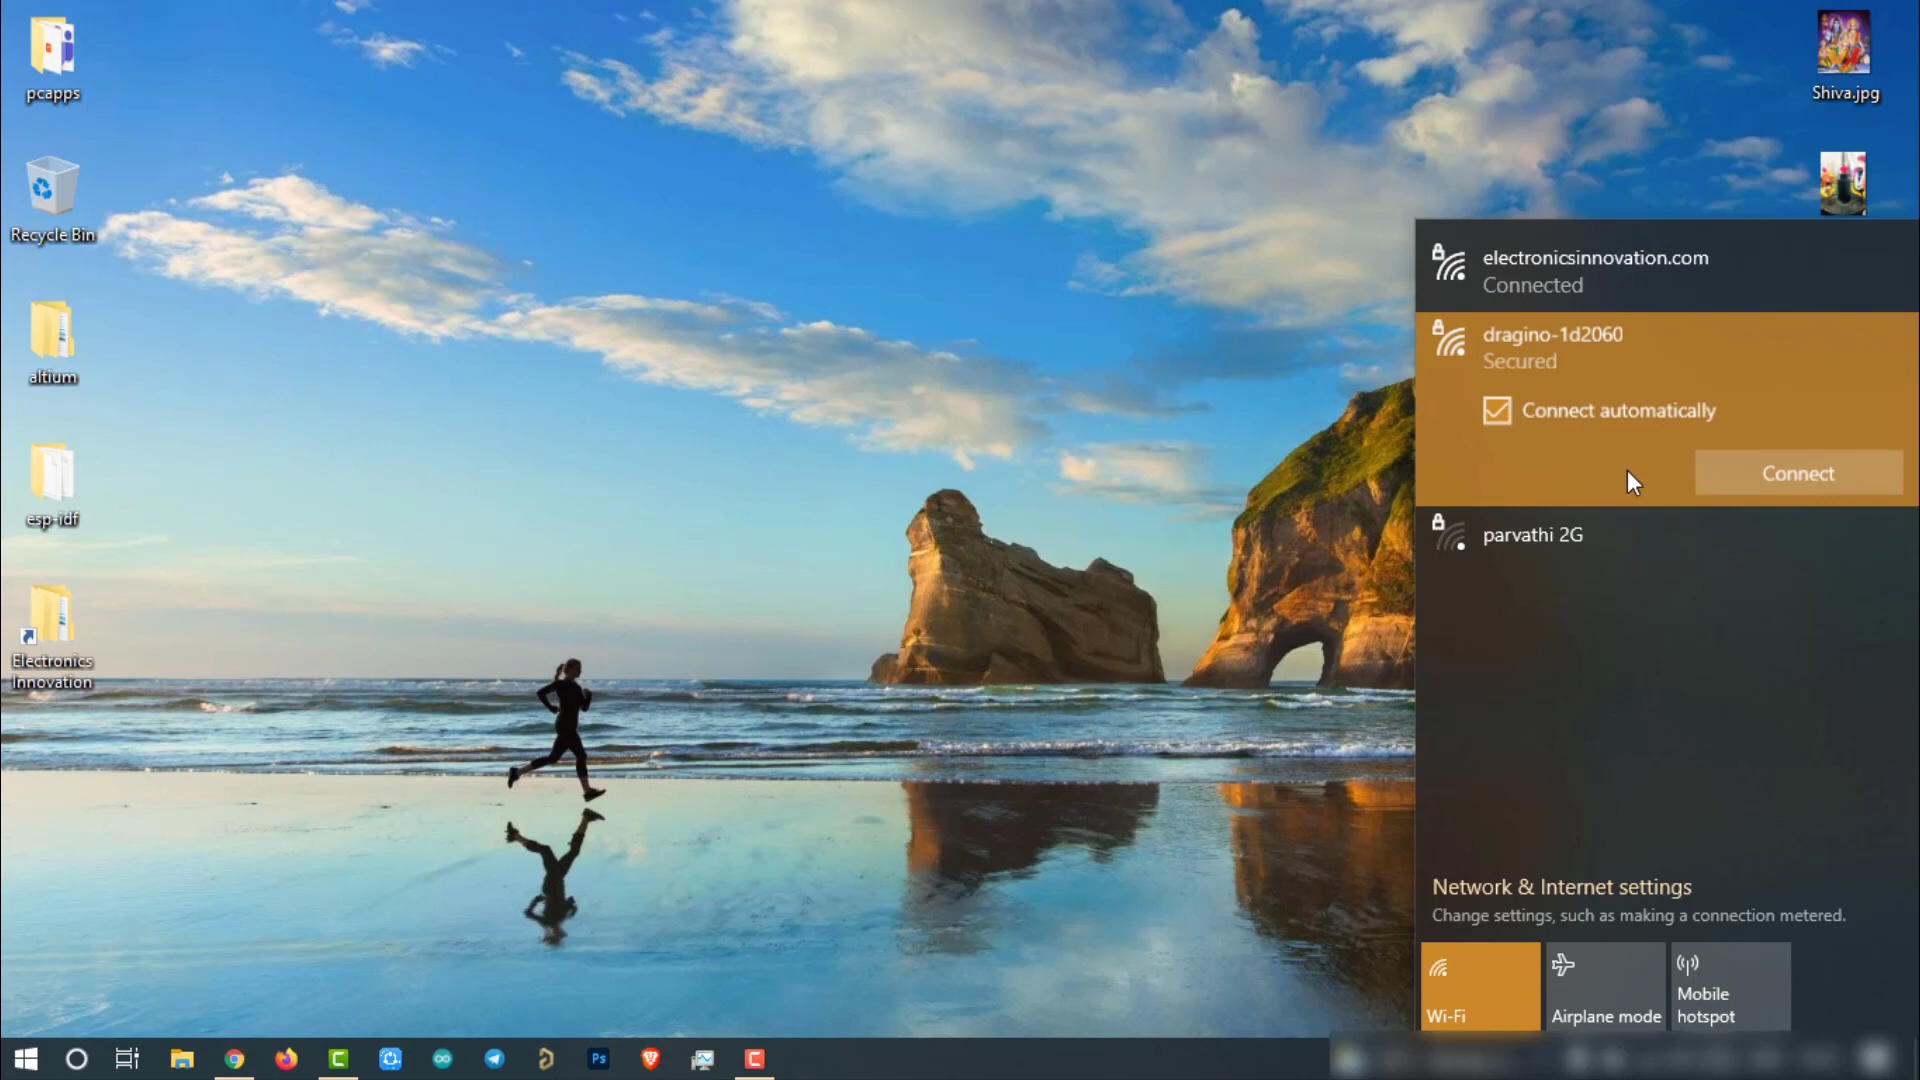 pcapps
Recycle Bin
altium
esp-idf
Electronics
Innovation
Shiva.jpg
electronicsinnovation.com
Connected
dragino-1d2060
Secured
Connect automatically
Connect
parvathi 2G
Network & Internet settings
Change settings, such as making a connection metered.
Wi-Fi
Airplane mode
Mobile
hotspot
Ps